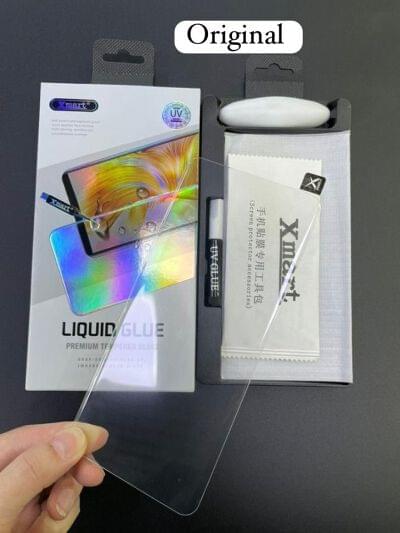 Original
Xmart
UV
Xmart
LIQUID GLUE
PREMIUM TEMPERED GLASS
X
UV GLUE
Xmart.
手机贴膜专用工具包
(Screen protector accessories)